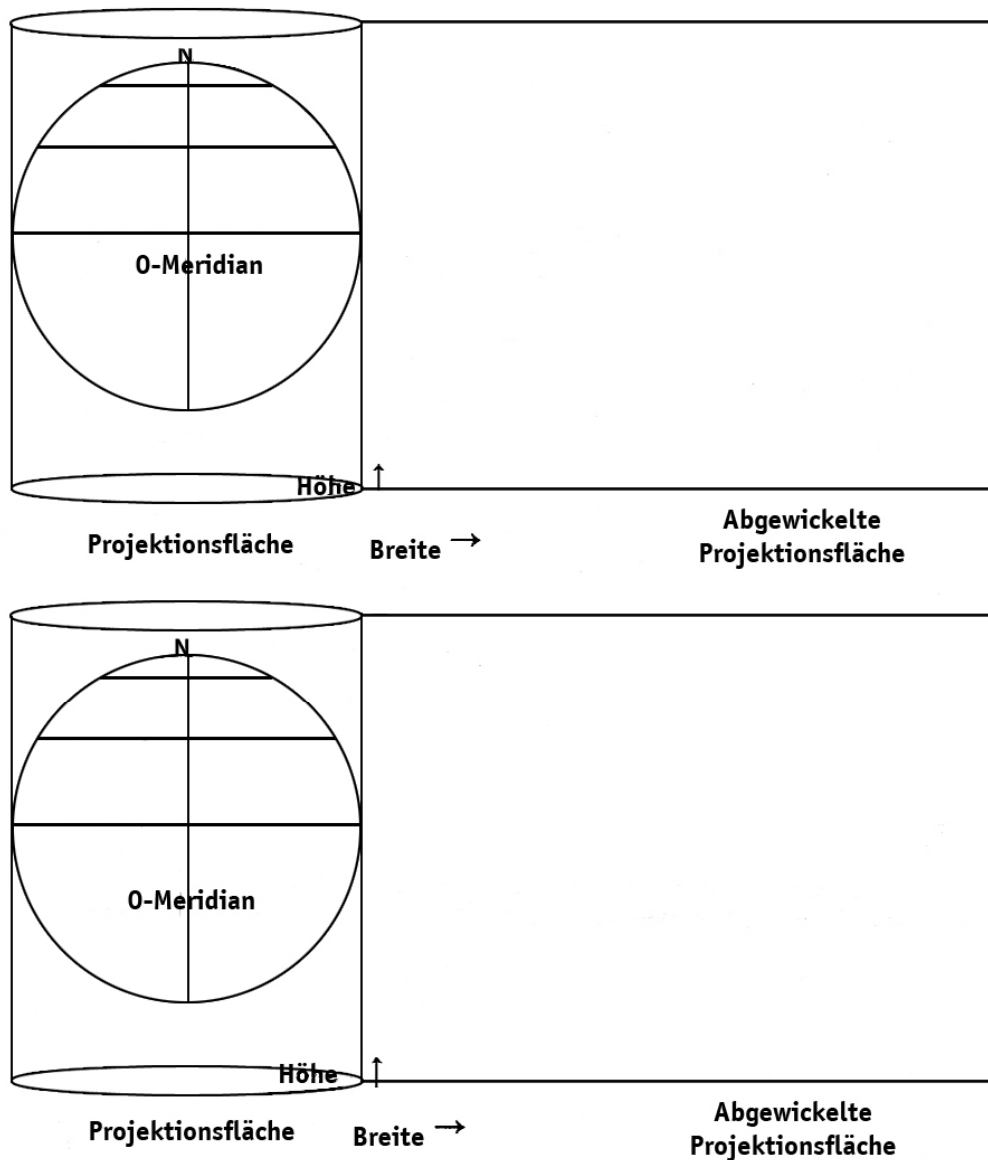 N
0-Meridian
Höhe ↑
Projektionsfläche
Breite →
Abgewickelte
Projektionsfläche
N
0-Meridian
Höhe ↑
Projektionsfläche
Breite →
Abgewickelte
Projektionsfläche